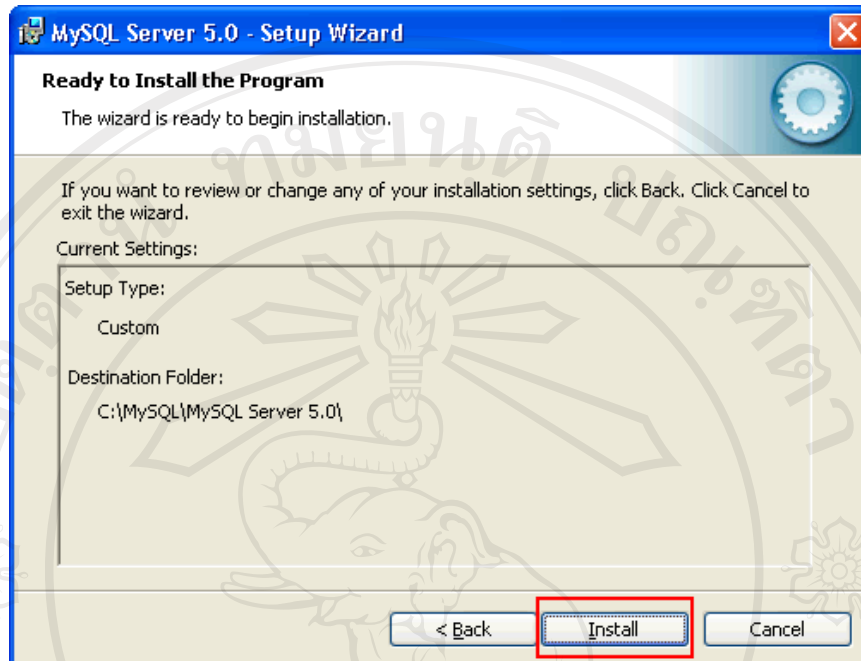 MySQL Server 5.0 - Setup Wizard
Ready to Install the Program
The wizard is ready to begin installation.
If you want to review or change any of your installation settings, click Back. Click Cancel to
exit the wizard.
Current Settings:
Setup Type:
Custom
Destination Folder:
C:\MySQL\MySQL Server 5.0\
< Back
Install
Cancel